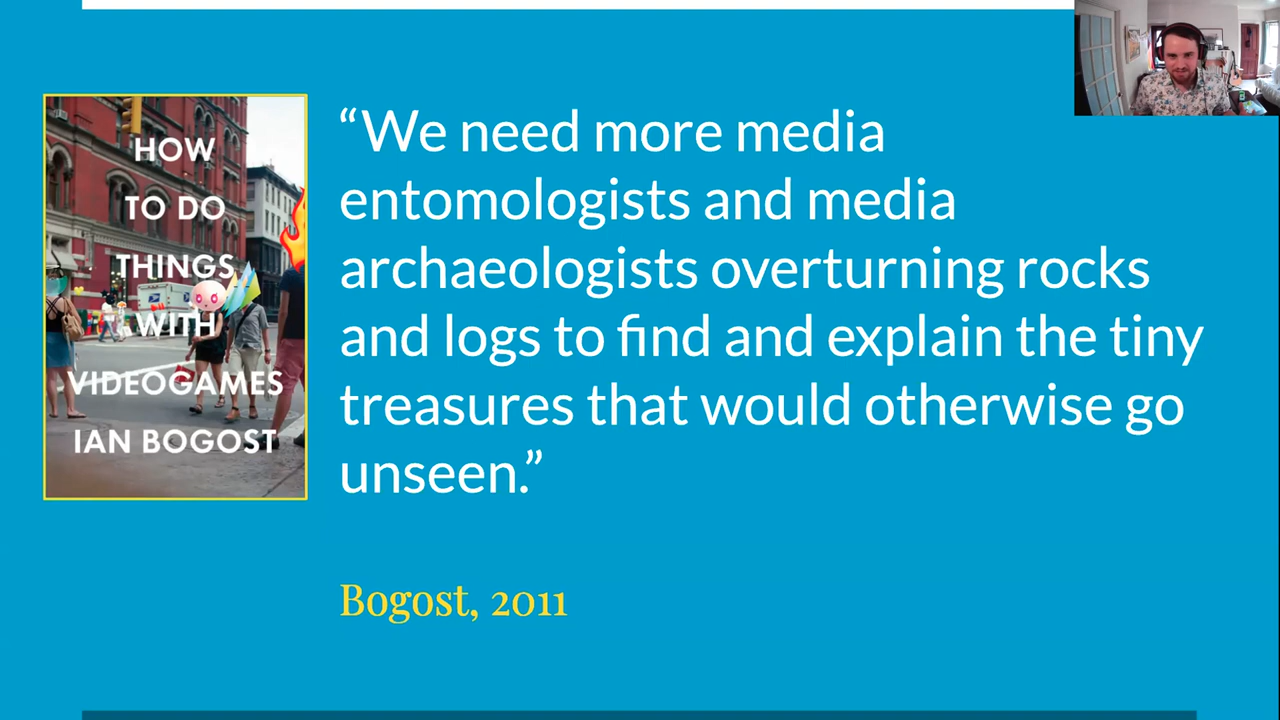 HOW
TO DO
THINGS
WITH
VIDEOGAMES
IAN BOGOST
“We need more media
entomologists and media
archaeologists overturning rocks
and logs to find and explain the tiny
treasures that would otherwise go
unseen.”
Bogost, 2011